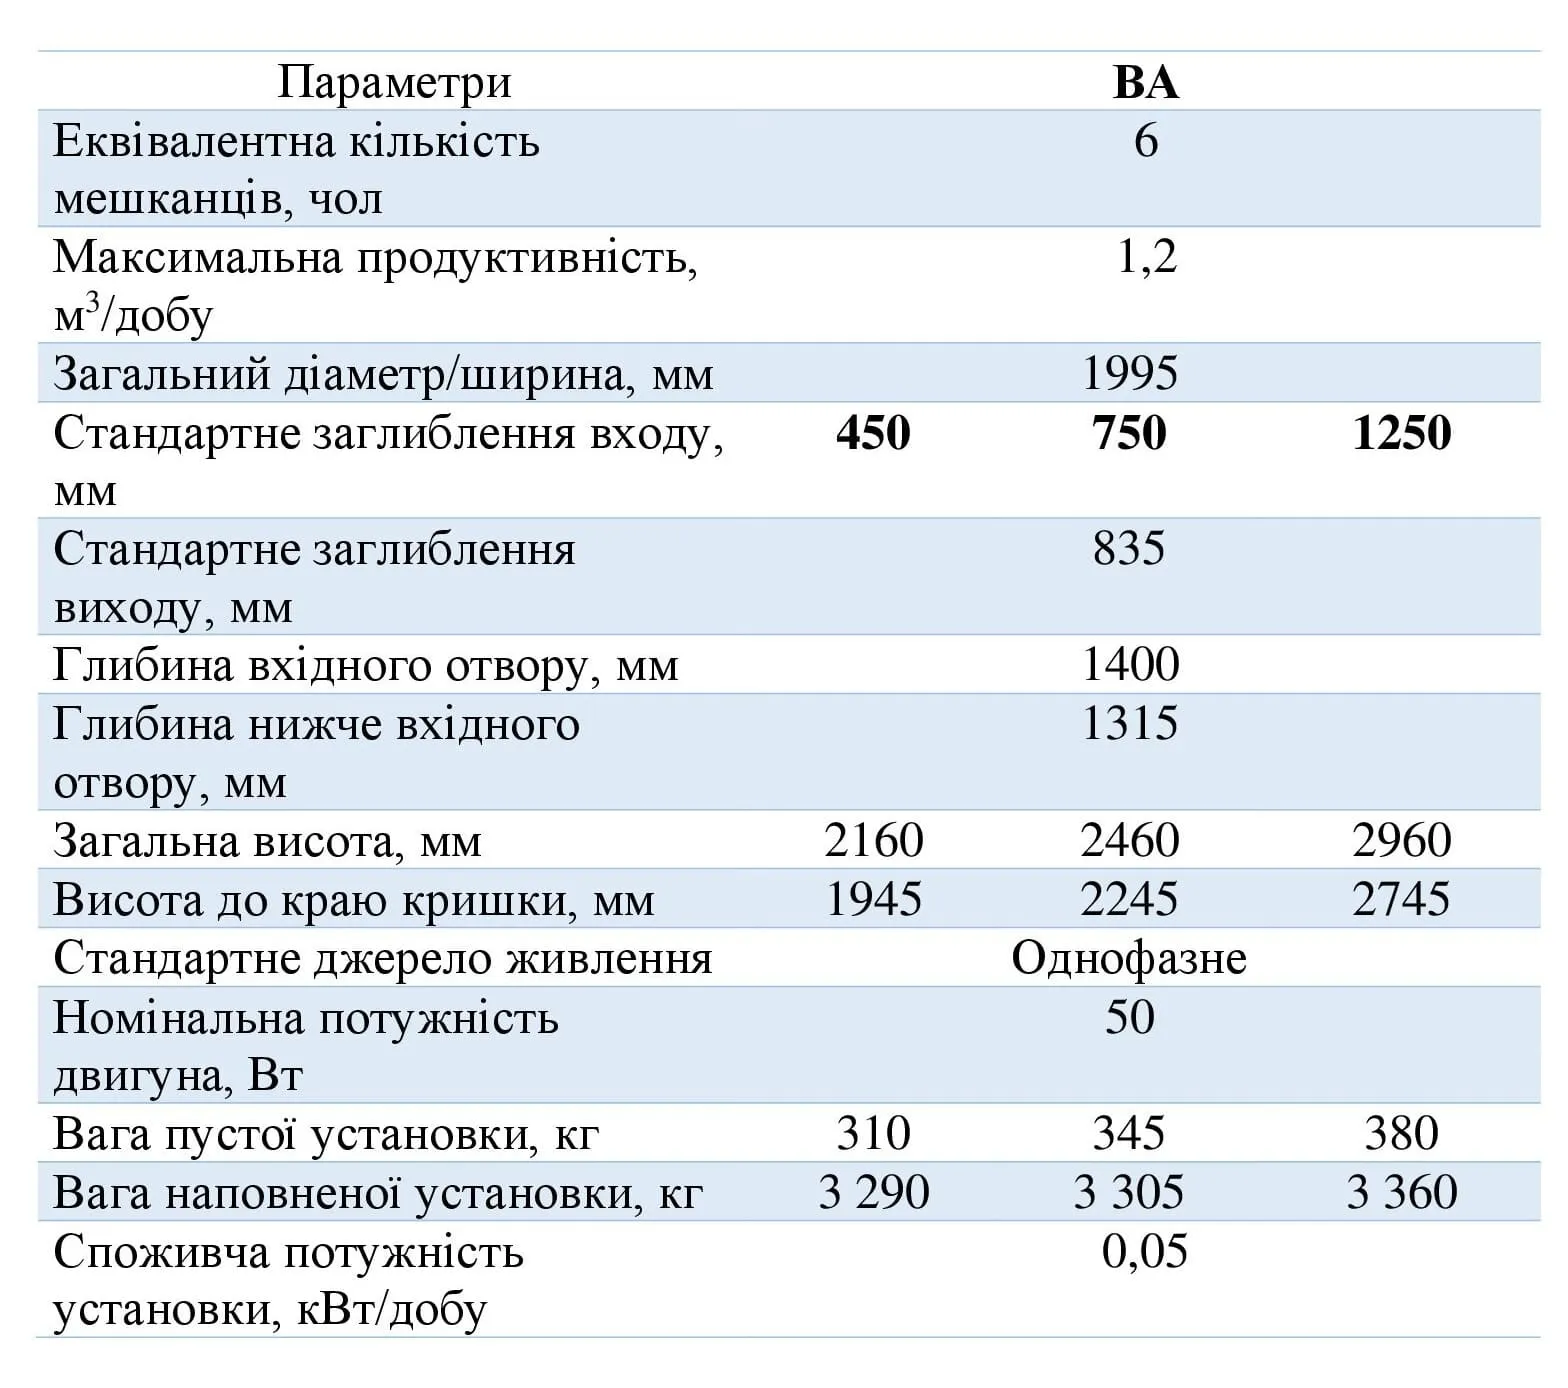 Параметри ВА
Еквівалентна кількість 6
мешканців, чол
Максимальна продуктивність, 1,2
м³/добу
Загальний діаметр/ширина, мм 1995
Стандартне заглиблення входу, 450 750 1250
мм
Стандартне заглиблення 835
виходу, мм
Глибина вхідного отвору, мм 1400
Глибина нижче вхідного 1315
отвору, мм
Загальна висота, мм 2160 2460 2960
Висота до краю кришки, мм 1945 2245 2745
Стандартне джерело живлення Однофазне
Номінальна потужність 50
двигуна, Вт
Вага пустої установки, кг 310 345 380
Вага наповненої установки, кг 3 290 3 305 3 360
Споживча потужність 0,05
установки, кВт/добу